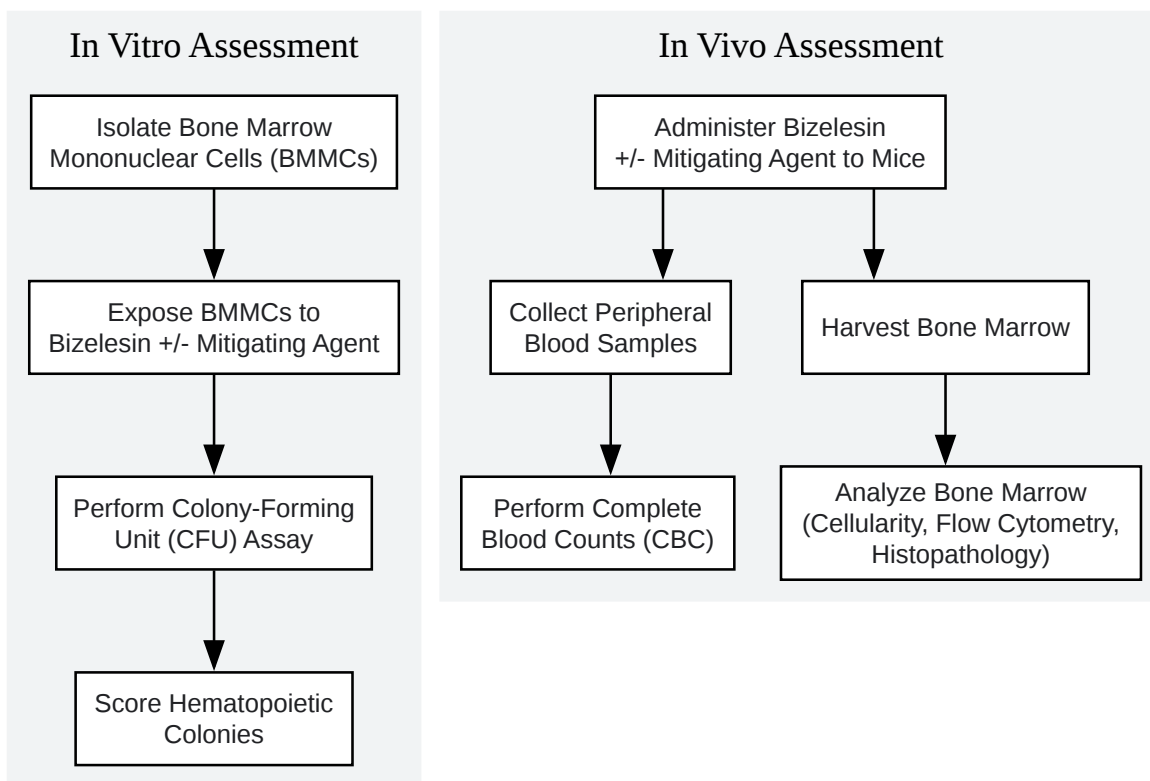 In Vitro Assessment
Isolate Bone Marrow
Mononuclear Cells (BMMCs)
Expose BMMCs to
Bizelesin +/- Mitigating Agent
Perform Colony-Forming
Unit (CFU) Assay
Score Hematopoietic
Colonies
In Vivo Assessment
Administer Bizelesin
+/- Mitigating Agent to Mice
Collect Peripheral
Blood Samples
Perform Complete
Blood Counts (CBC)
Harvest Bone Marrow
Analyze Bone Marrow
(Cellularity, Flow Cytometry,
Histopathology)